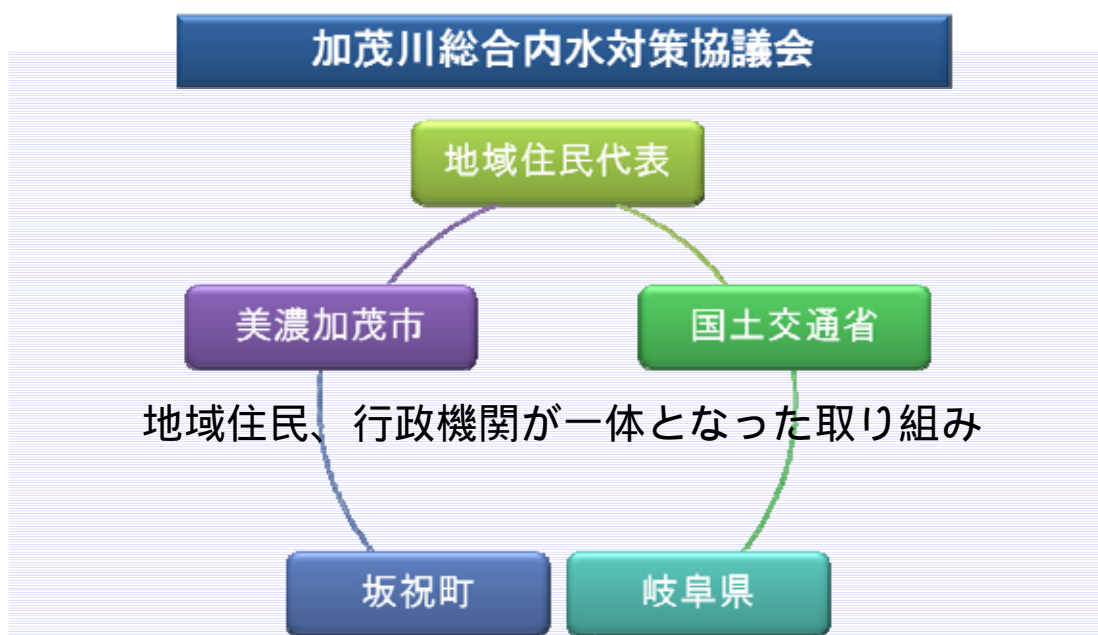 加茂川総合内水対策協議会
地域住民代表
美濃加茂市
国土交通省
地域住民、行政機関が一体となった取り組み
坂祝町
岐阜県